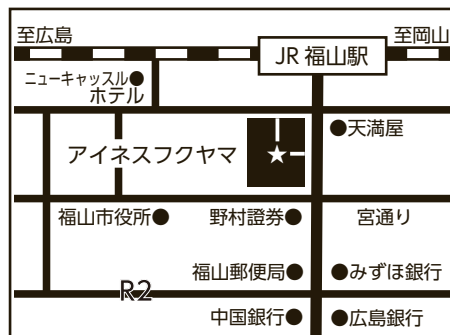 至広島
至岡山
JR 福山駅
ニューキャッスル
ホテル
天満屋
アイネスフクヤマ
福山市役所
野村證券
宮通り
福山郵便局
みずほ銀行
R2
中国銀行
広島銀行